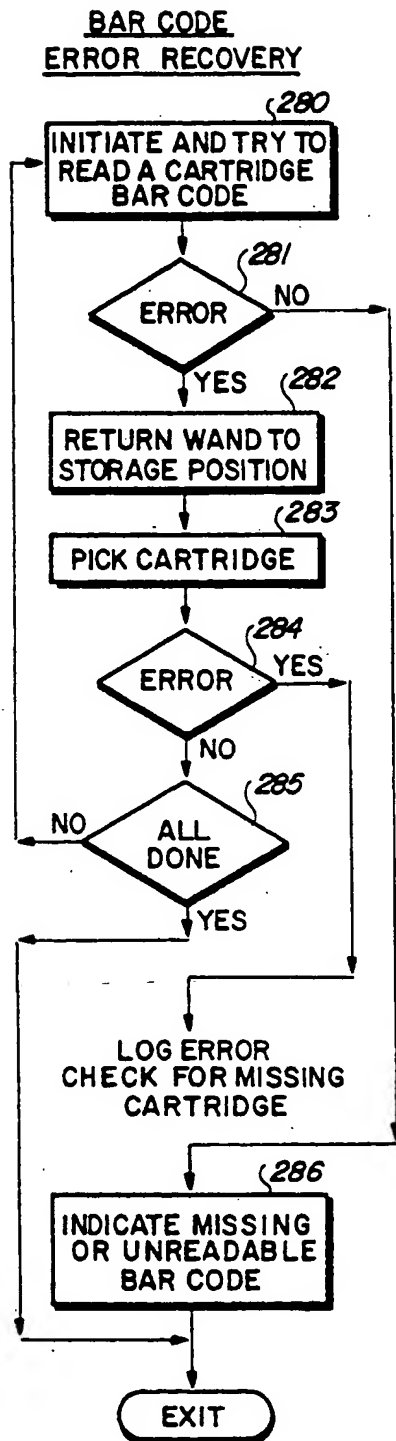 BAR CODE
ERROR RECOVERY
280
INITIATE AND TRY TO
READ A CARTRIDGE
BAR CODE
281
ERROR
NO
YES
282
RETURN WAND TO
STORAGE POSITION
283
PICK CARTRIDGE
284
ERROR
YES
NO
285
NO
ALL
DONE
YES
LOG ERROR
CHECK FOR MISSING
CARTRIDGE
286
INDICATE MISSING
OR UNREADABLE
BAR CODE
EXIT